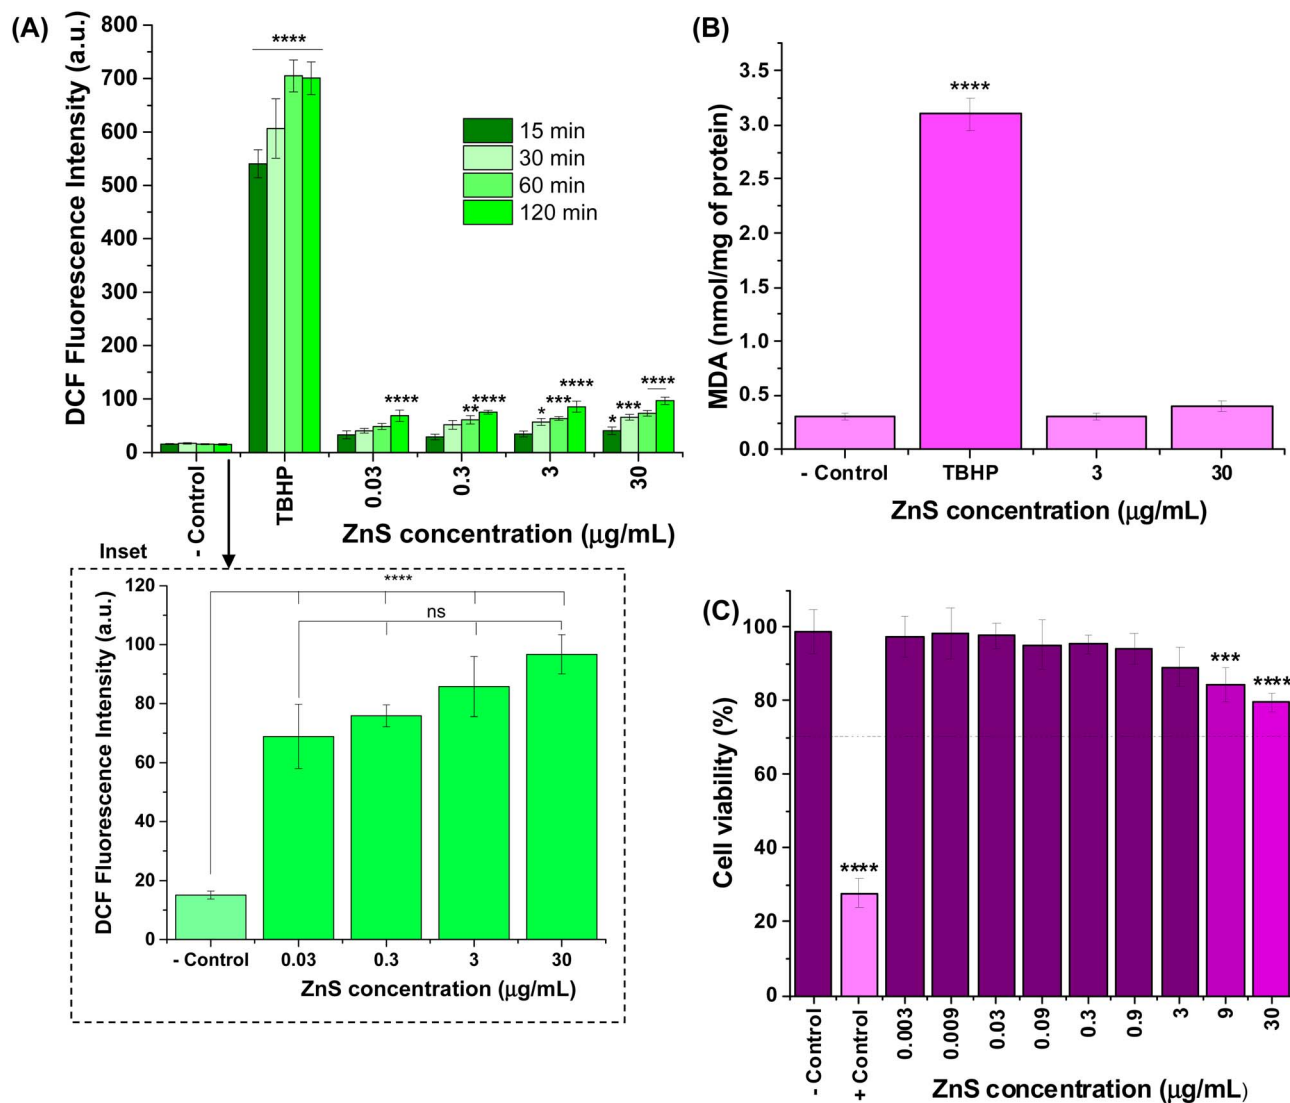 (A)
DCF Fluorescence Intensity (a.u.)
800
700
600
500
400
300
200
100
0
****
15 min
30 min
60 min
120 min
****
** ****
* *** ****
* *** ****
- Control
TBHP
0.03
0.3
3
30
ZnS concentration (μg/mL)
Inset
DCF Fluorescence Intensity (a.u.)
120
100
80
60
40
20
0
****
ns
- Control 0.03 0.3 3 30
ZnS concentration (μg/mL)
(B)
MDA (nmol/mg of protein)
3.5
3.0
2.5
2.0
1.5
1.0
0.5
0.0
****
- Control TBHP 3 30
ZnS concentration (μg/mL)
(C)
Cell viability (%)
100
80
60
40
20
0
****
***
****
- Control
+ Control
0.003
0.009
0.03
0.09
0.3
0.9
3
9
30
ZnS concentration (μg/mL)